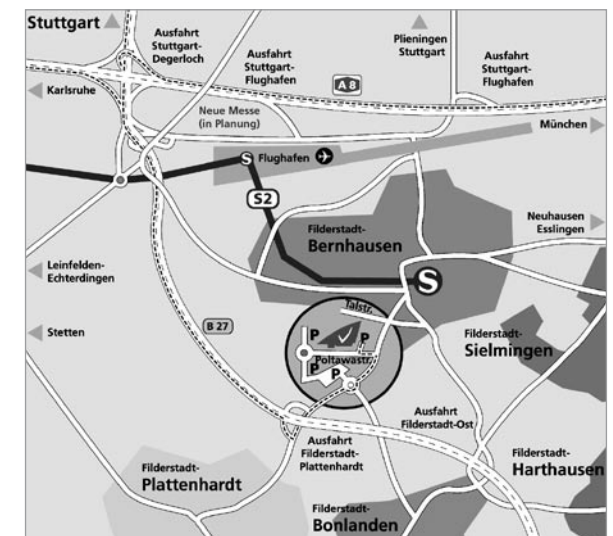 Stuttgart
Ausfahrt
Stuttgart-
Degerloch
Ausfahrt
Stuttgart-
Flughafen
Plieningen
Stuttgart
Ausfahrt
Stuttgart-
Flughafen
A 8
Karlsruhe
Neue Messe
(in Planung)
München
S
Flughafen
S2
Filderstadt-
Bernhausen
Neuhausen
Esslingen
Leinfelden-
Echterdingen
S
Talstr.
Stetten
B 27
P
P
Poltawastr.
P
P
Filderstadt-
Sielmingen
Ausfahrt
Filderstadt-Ost
Ausfahrt
Filderstadt-
Plattenhardt
Filderstadt-
Plattenhardt
Filderstadt-
Harthausen
Filderstadt-
Bonlanden